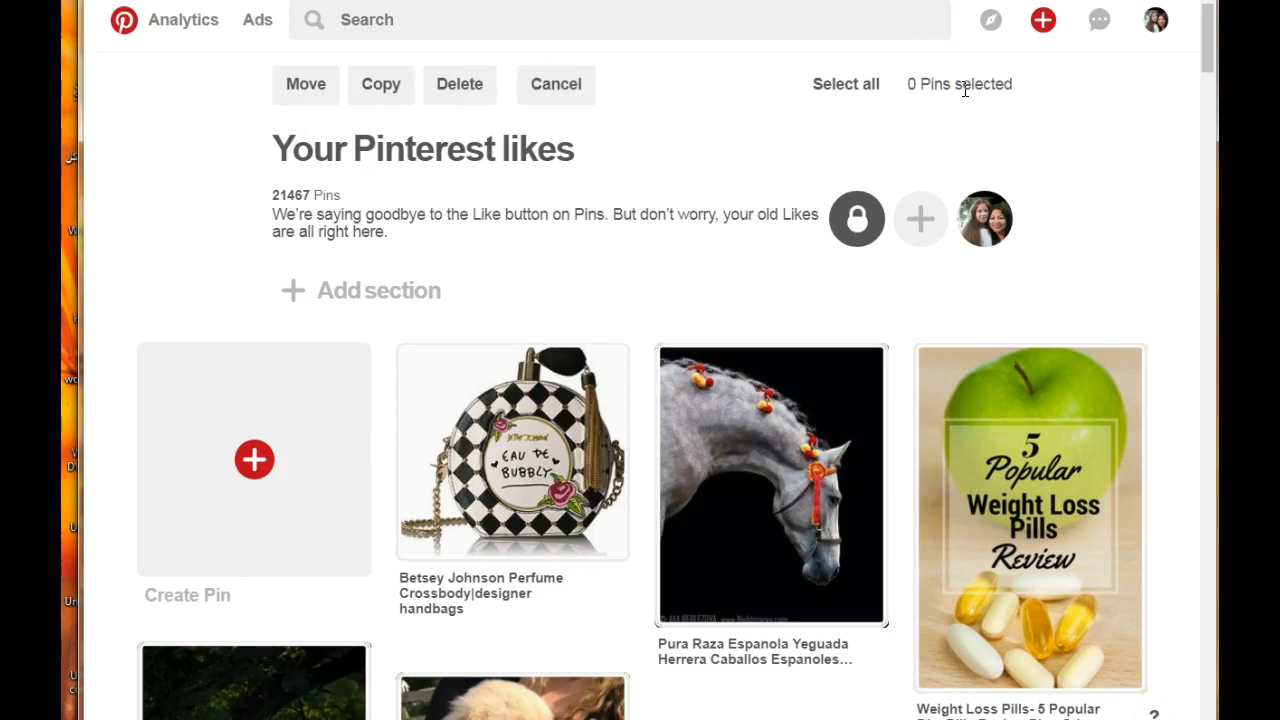 Analytics
Ads
Search
Move
Copy
Delete
Cancel
Select all
0 Pins selected
Your Pinterest likes
21467 Pins
We're saying goodbye to the Like button on Pins. But don't worry, your old Likes
are all right here.
Add section
Create Pin
EAU DE
BUBBLY
Betsey Johnson Perfume
Crossbody|designer
handbags
Pura Raza Espanola Yeguada
Herrera Caballos Espanoles…
5
Popular
Weight Loss
Pills
Review
Weight Loss Pills- 5 Popular
?